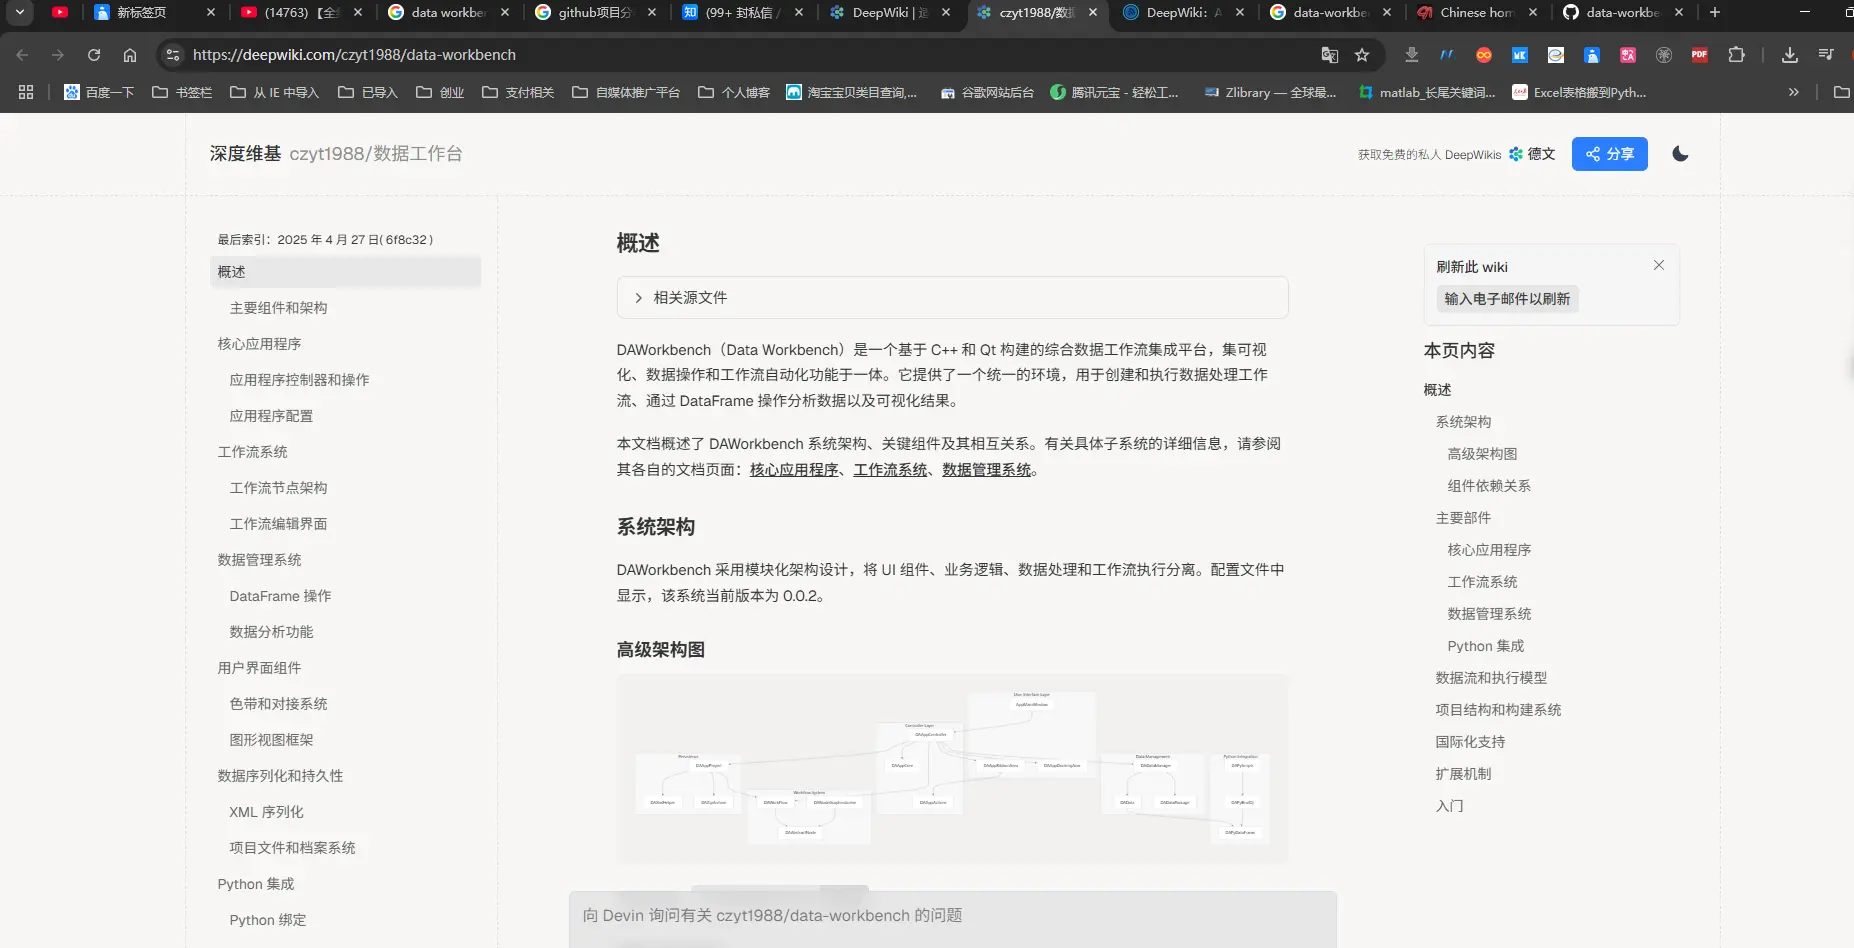 新标签页
(14763) 【全
data workbe
github项目分
(99+ 封私信 /
DeepWiki | 适
czyt1988/数据
DeepWiki：A
data-workbe
Chinese hom
data-workbe
https://deepwiki.com/czyt1988/data-workbench
百度一下
书签栏
从 IE 中导入
已导入
创业
支付相关
自媒体推广平台
个人博客
淘宝宝贝类目查询,...
谷歌网站后台
腾讯元宝 - 轻松工...
Zlibrary — 全球最...
matlab_长尾关键词...
Excel表格搬到Pyth...
深度维基 czyt1988/数据工作台
获取免费的私人 DeepWikis 德文
分享
最后索引：2025 年 4 月 27 日( 6f8c32 )
概述
主要组件和架构
核心应用程序
应用程序控制器和操作
应用程序配置
工作流系统
工作流节点架构
工作流编辑界面
数据管理系统
DataFrame 操作
数据分析功能
用户界面组件
色带和对接系统
图形视图框架
数据序列化和持久性
XML 序列化
项目文件和档案系统
Python 集成
Python 绑定
概述
相关源文件
DAWorkbench（Data Workbench）是一个基于 C++ 和 Qt 构建的综合数据工作流集成平台，集可视
化、数据操作和工作流自动化功能于一体。它提供了一个统一的环境，用于创建和执行数据处理工作
流、通过 DataFrame 操作分析数据以及可视化结果。
本文档概述了 DAWorkbench 系统架构、关键组件及其相互关系。有关具体子系统的详细信息，请参阅
其各自的文档页面：核心应用程序、工作流系统、数据管理系统。
系统架构
DAWorkbench 采用模块化架构设计，将 UI 组件、业务逻辑、数据处理和工作流执行分离。配置文件中
显示，该系统当前版本为 0.0.2。
高级架构图
User Interface Layer
AppMainWindow
Controller Layer
DAAppController
DAAppCore
DAAppRibbonArea
DAAppDockingArea
DAAppActions
Persistence
DAAppProject
DAXmlHelper
DAZipArchive
Workflow System
DAWorkFlow
DAAbstractNode
Data Management
DADataManager
DAData
DADataPackage
Python Integration
DAPyScripts
DAPyDataFrame
向 Devin 询问有关 czyt1988/data-workbench 的问题
刷新此 wiki
输入电子邮件以刷新
本页内容
概述
系统架构
高级架构图
组件依赖关系
主要部件
核心应用程序
工作流系统
数据管理系统
Python 集成
数据流和执行模型
项目结构和构建系统
国际化支持
扩展机制
入门